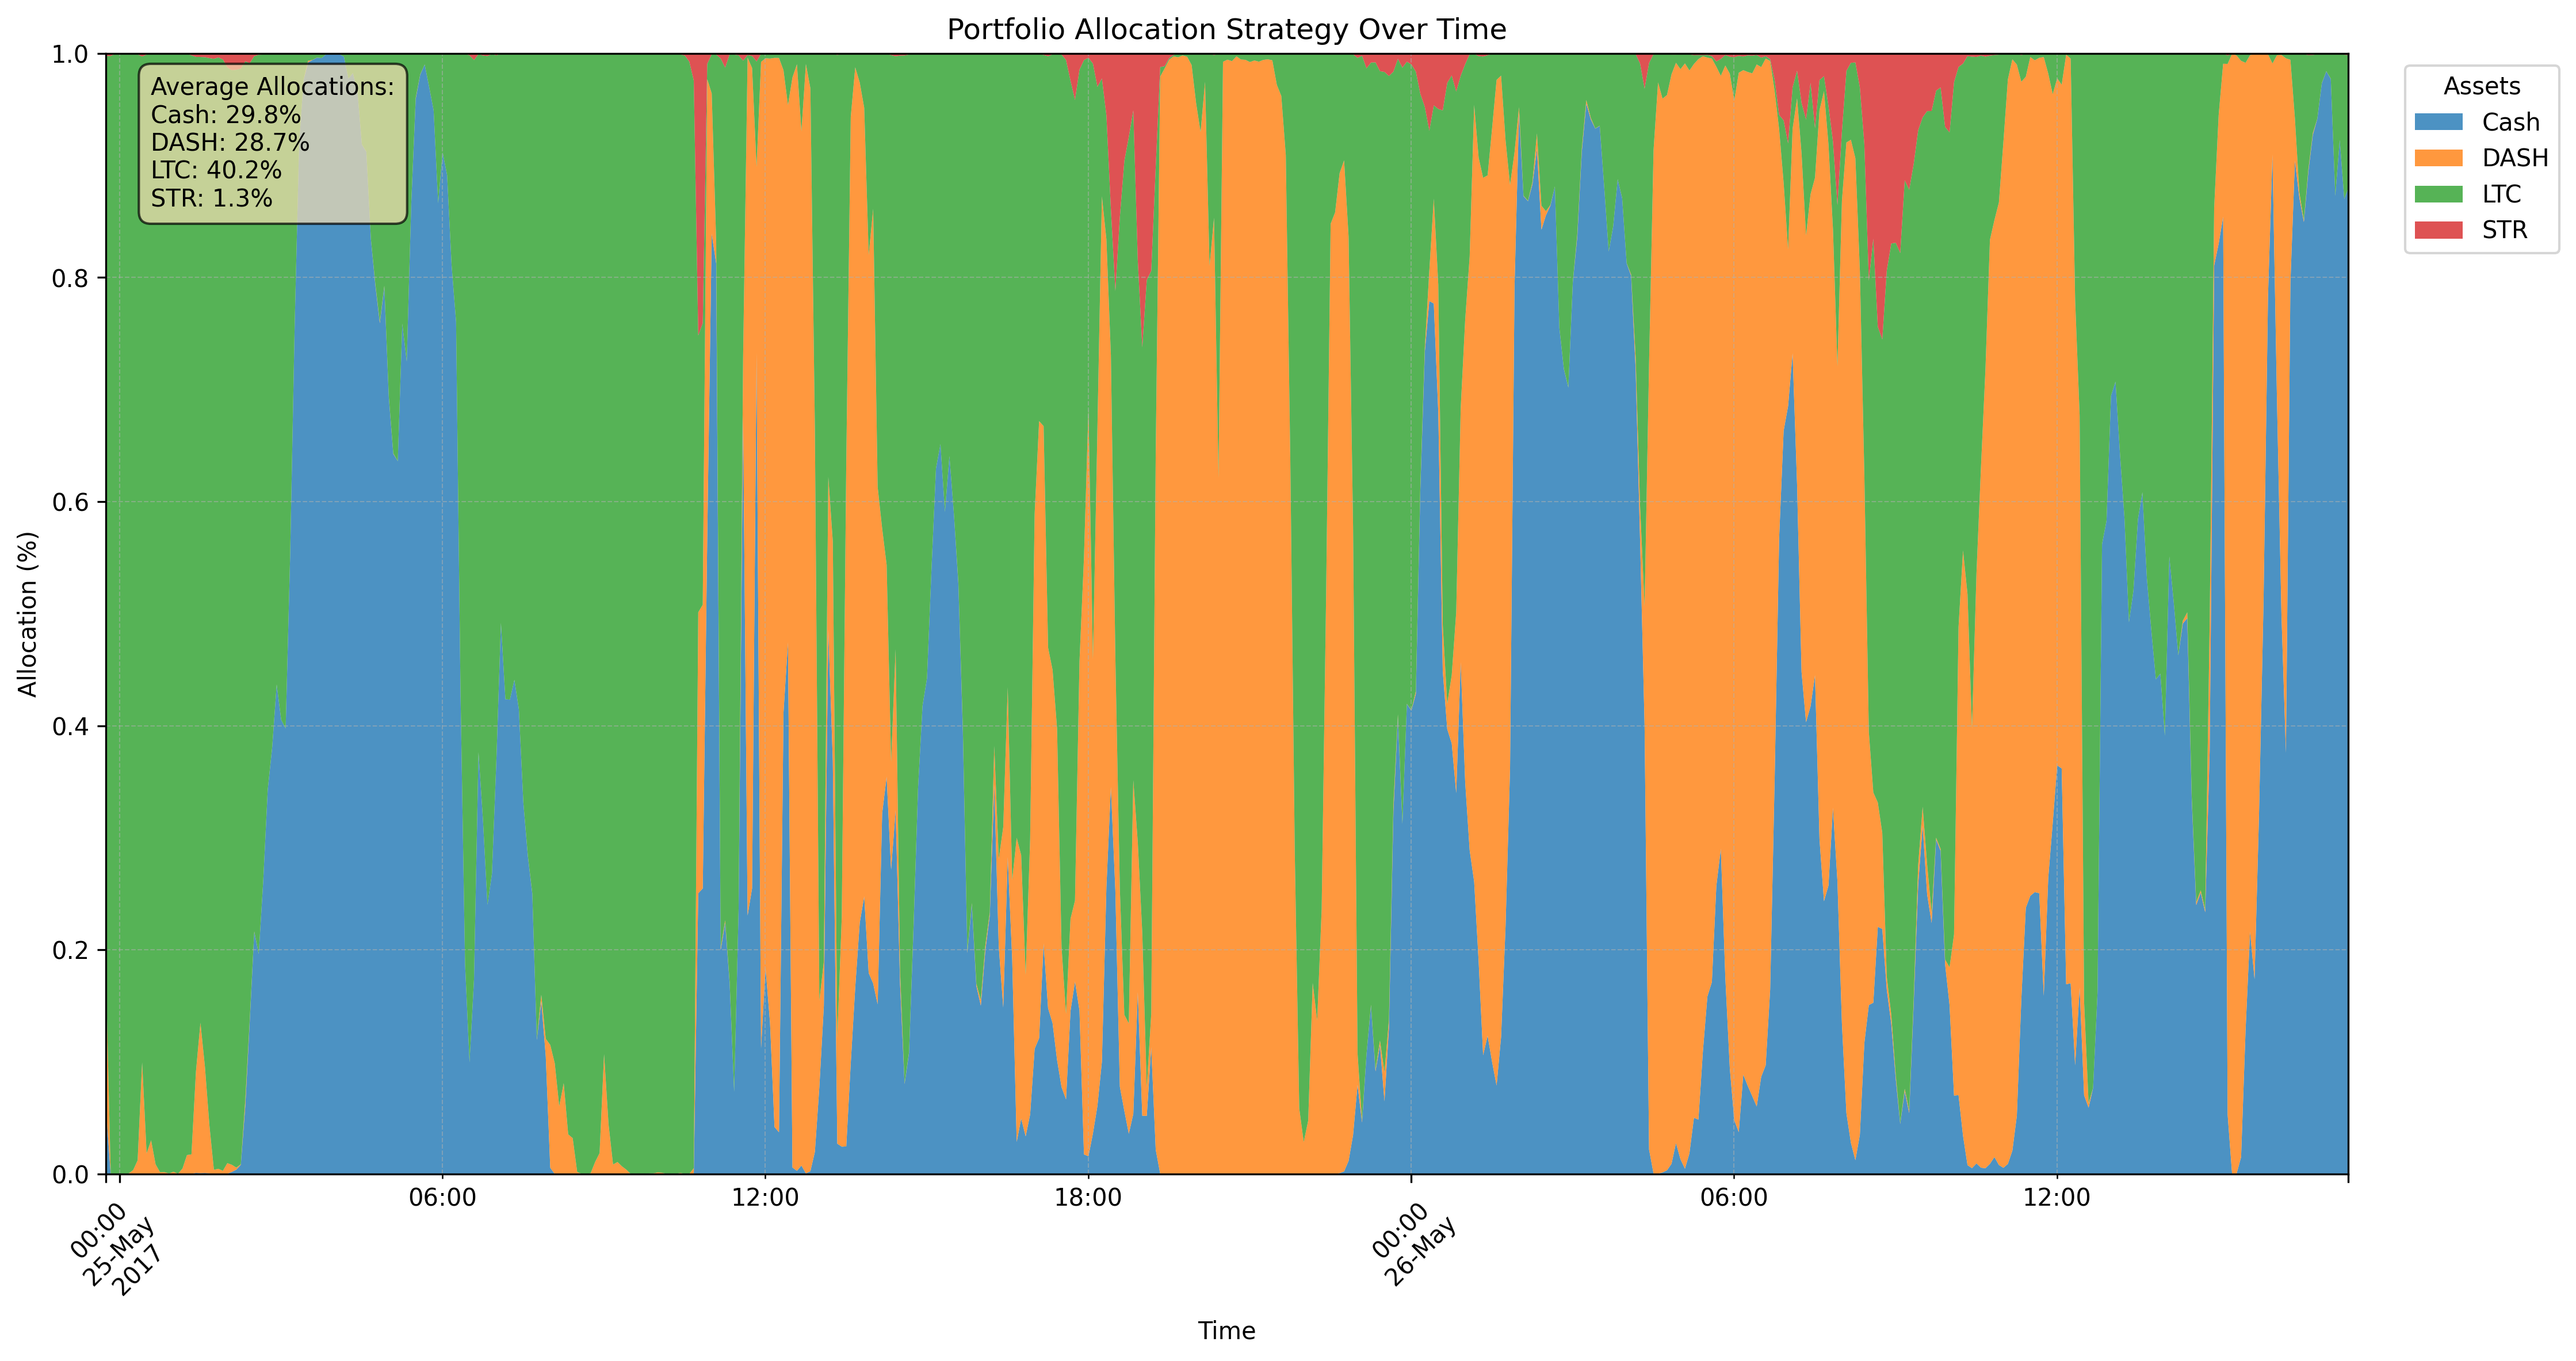 Portfolio Allocation Strategy Over Time
Average Allocations:
Cash: 29.8%
DASH: 28.7%
LTC: 40.2%
STR: 1.3%
Assets
Cash
DASH
LTC
STR
Allocation (%)
1.0
0.8
0.6
0.4
0.2
0.0
00:00
25-May
2017
06:00
12:00
18:00
00:00
26-May
06:00
12:00
Time